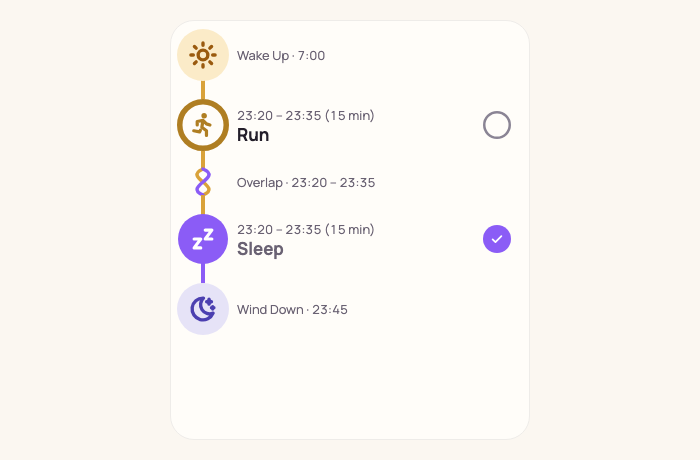 Wake Up · 7:00
23:20 – 23:35 (15 min)
Run
Overlap · 23:20 – 23:35
23:20 – 23:35 (15 min)
Sleep
Wind Down · 23:45